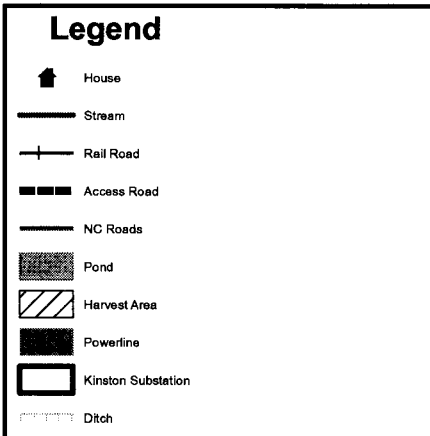 Legend
House
Stream
Rail Road
Access Road
NC Roads
Pond
Harvest Area
Powerline
Kinston Substation
Ditch